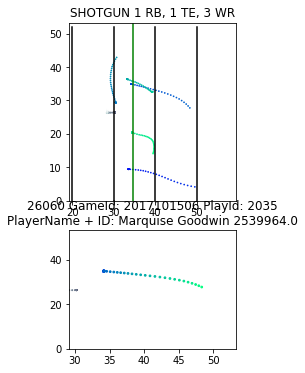 SHOTGUN 1 RB, 1 TE, 3 WR
50
40
30
20
10
0
20 30 40 50
26060 GameId: 2017101506 PlayId: 2035
PlayerName + ID: Marquise Goodwin 2539964.0
40
20
0
30 35 40 45 50